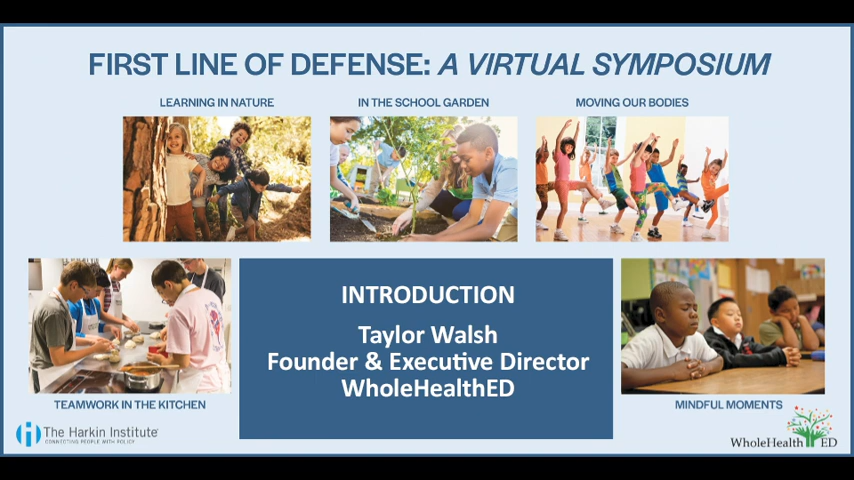 FIRST LINE OF DEFENSE: A VIRTUAL SYMPOSIUM
LEARNING IN NATURE
IN THE SCHOOL GARDEN
MOVING OUR BODIES
INTRODUCTION
Taylor Walsh
Founder & Executive Director
WholeHealthED
TEAMWORK IN THE KITCHEN
MINDFUL MOMENTS
The Harkin Institute
CONNECTING PEOPLE WITH POLICY
WholeHealth ED